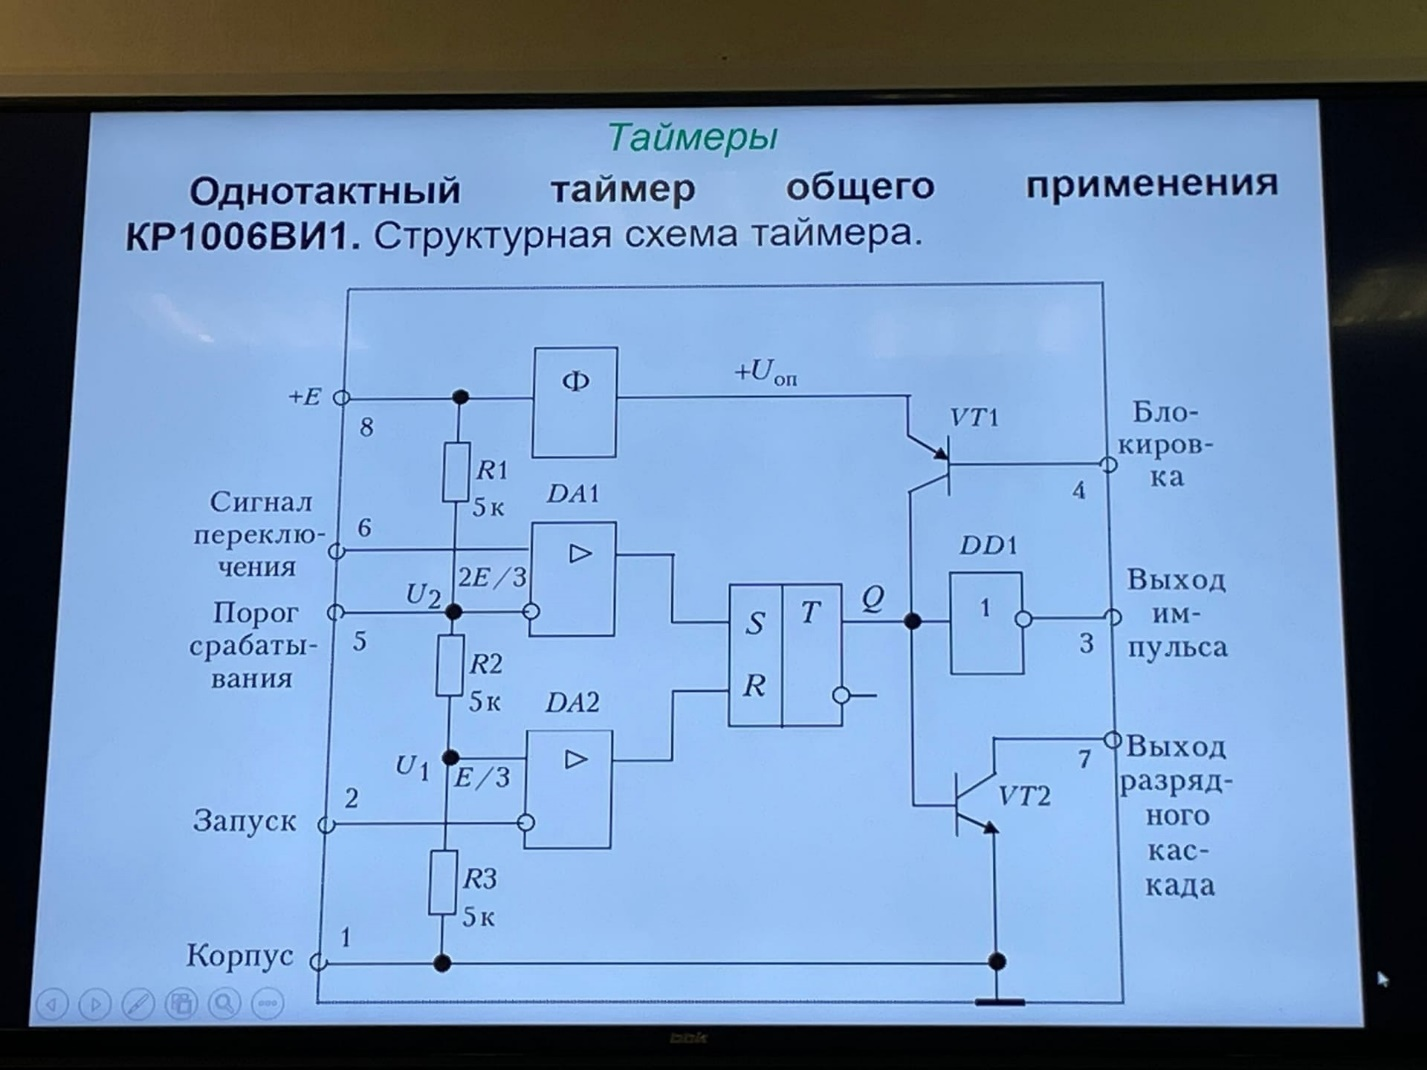 Таймеры
Однотактный таймер общего применения
КР1006ВИ1. Структурная схема таймера.
+E
8
Ф
+Uоп
VT1
Бло-
киров-
ка
4
R1
5к
DA1
Сигнал
переклю-
чения
6
▷
2E/3
U2
Порог
срабаты-
вания
5
R2
5к
S
R
T
Q
DD1
1
3
Выход
им-
пульса
DA2
▷
U1
E/3
2
Запуск
VT2
7
Выход
разряд-
ного
кас-
када
R3
5к
1
Корпус
bbk